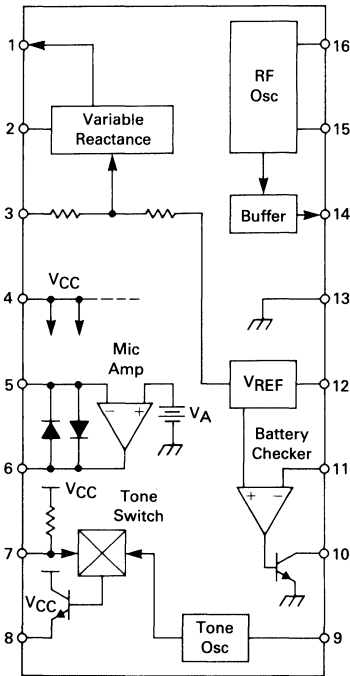 1
16
RF
Osc
Variable
Reactance
2
15
3
Buffer
14
VCC
4
13
Mic
Amp
5
− +
VA
VREF
12
Battery
Checker
6
11
+ −
VCC
Tone
Switch
7
10
VCC
8
Tone
Osc
9